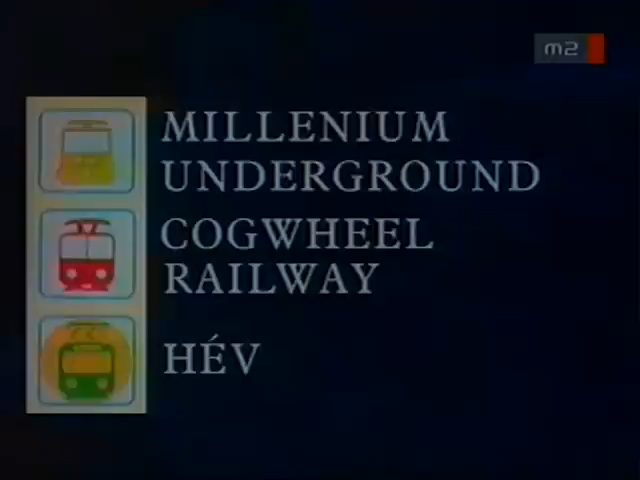 m2
MILLENIUM
UNDERGROUND
COGWHEEL
RAILWAY
HÉV